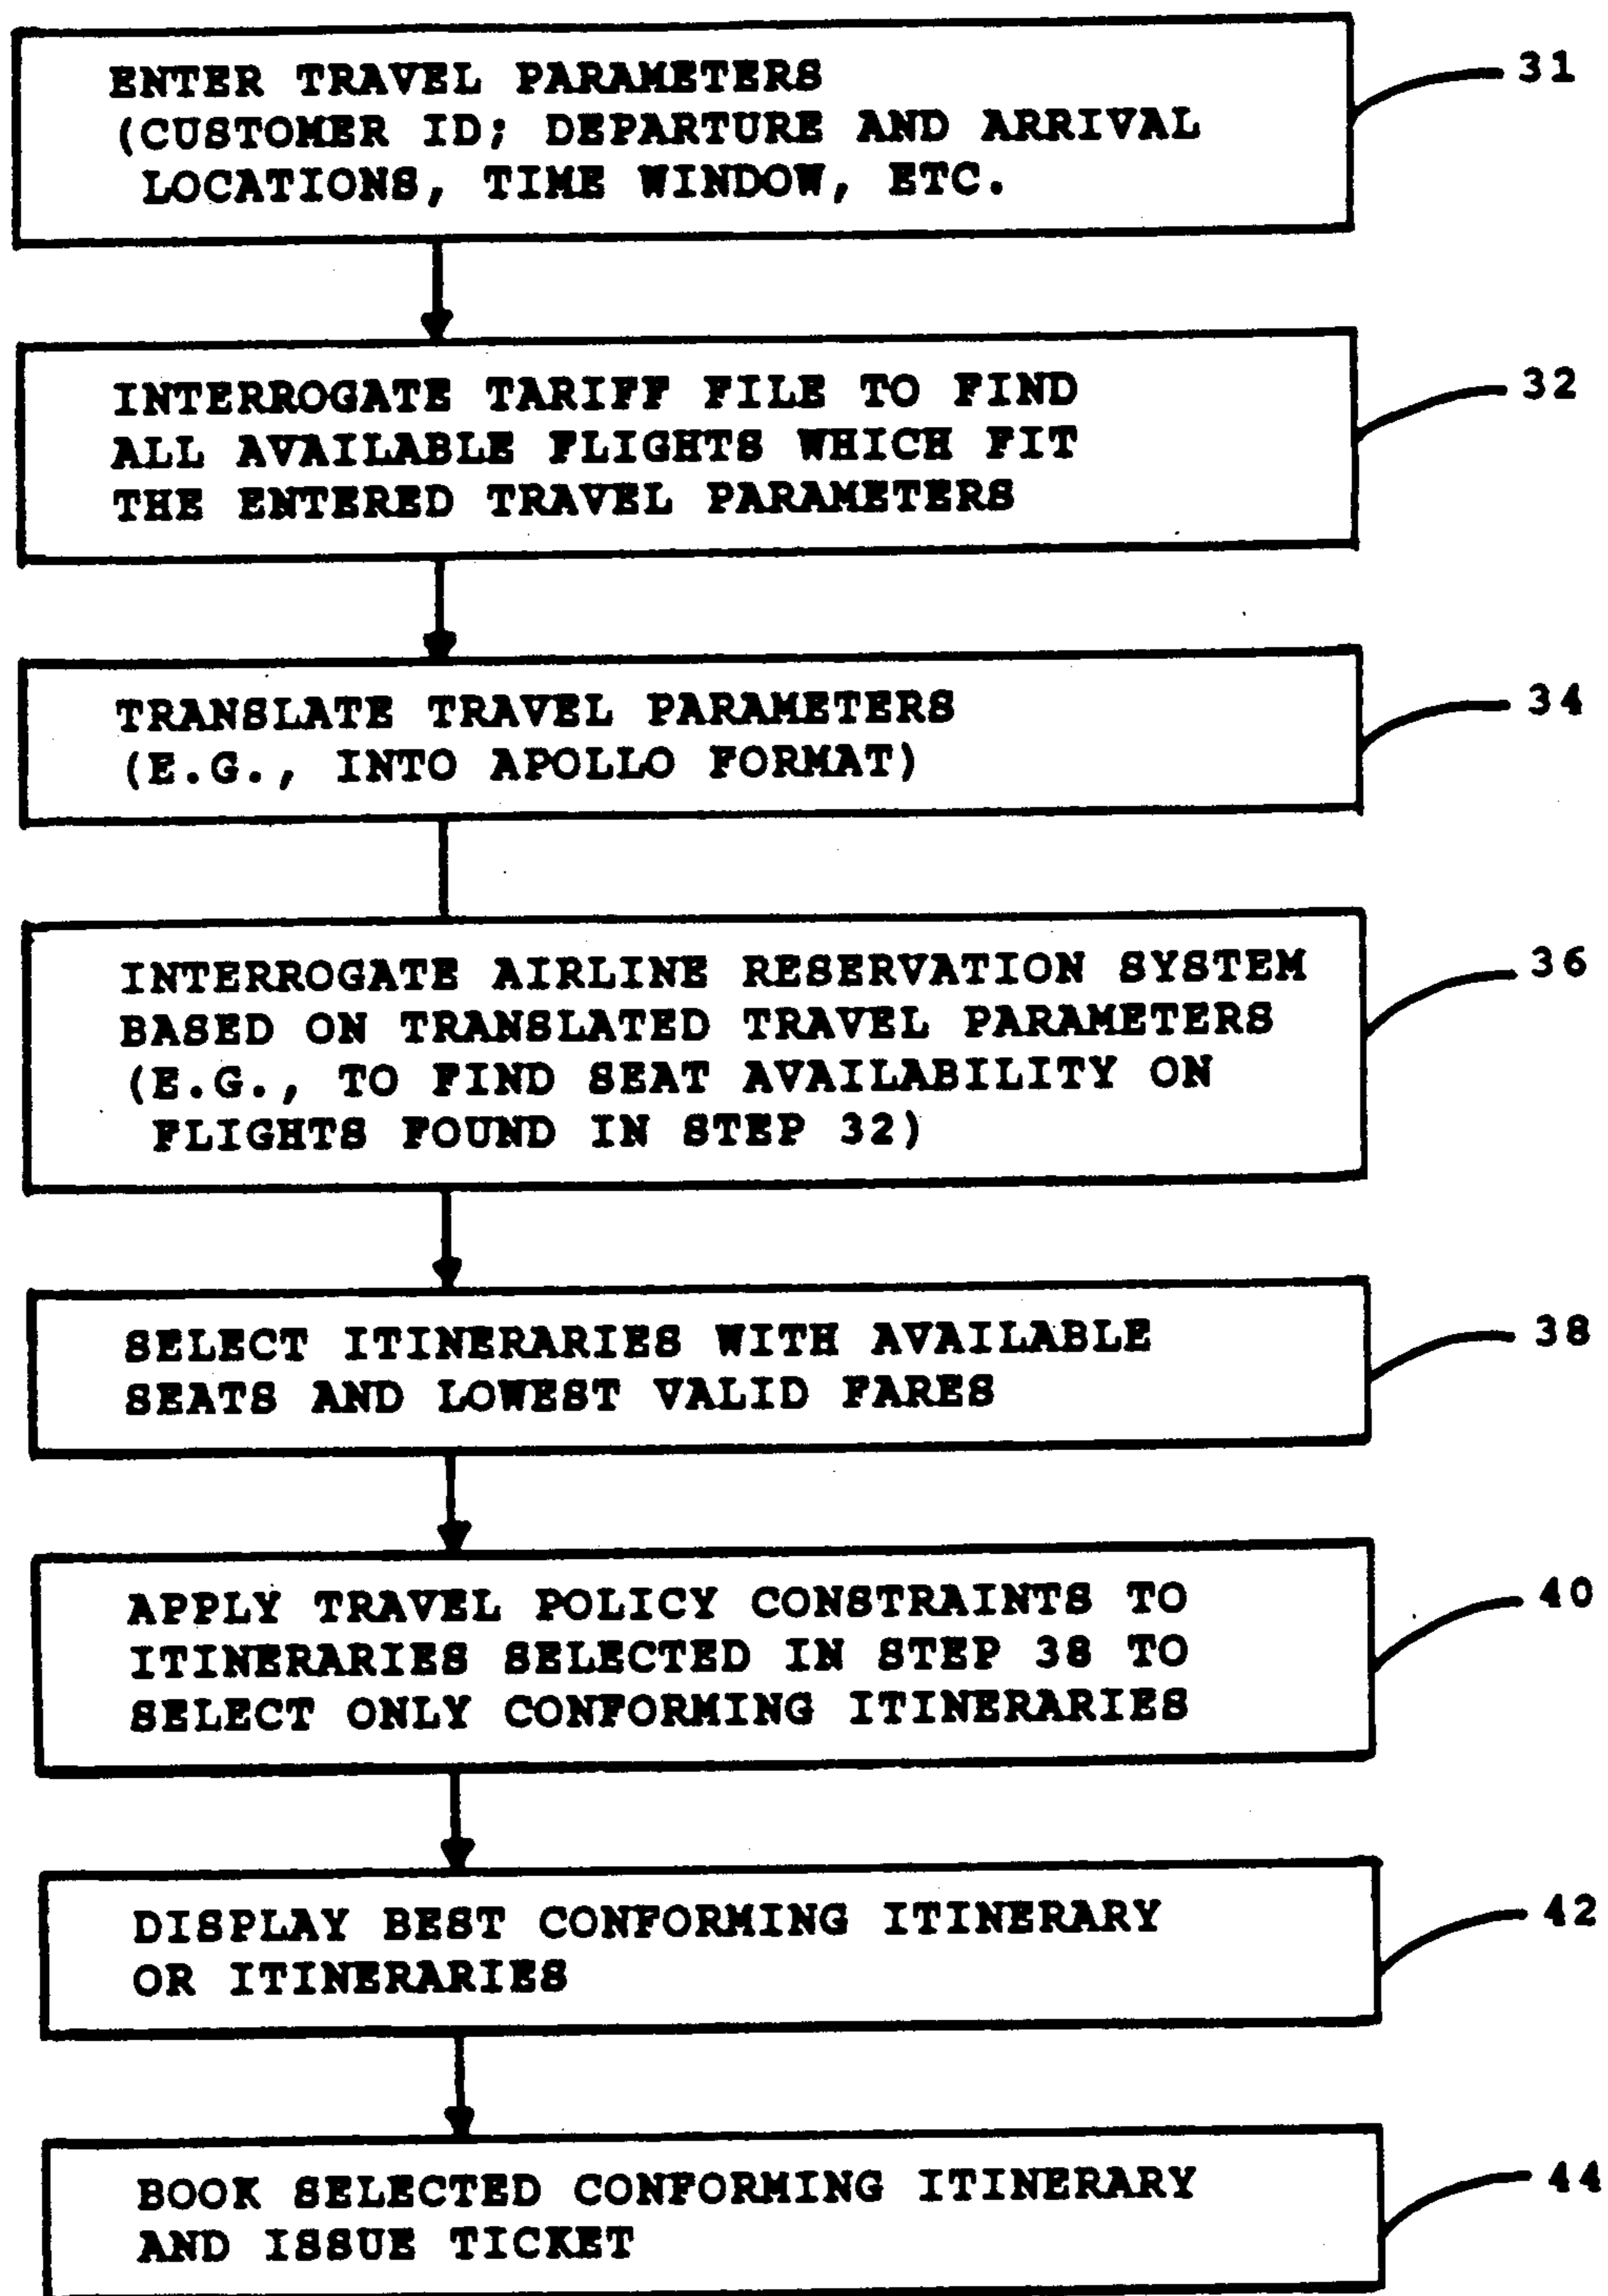 ENTER TRAVEL PARAMETERS
(CUSTOMER ID; DEPARTURE AND ARRIVAL
LOCATIONS, TIME WINDOW, ETC.
31
INTERROGATE TARIFF FILE TO FIND
ALL AVAILABLE FLIGHTS WHICH FIT
THE ENTERED TRAVEL PARAMETERS
32
TRANSLATE TRAVEL PARAMETERS
(E.G., INTO APOLLO FORMAT)
34
INTERROGATE AIRLINE RESERVATION SYSTEM
BASED ON TRANSLATED TRAVEL PARAMETERS
(E.G., TO FIND SEAT AVAILABILITY ON
FLIGHTS FOUND IN STEP 32)
36
SELECT ITINERARIES WITH AVAILABLE
SEATS AND LOWEST VALID FARES
38
APPLY TRAVEL POLICY CONSTRAINTS TO
ITINERARIES SELECTED IN STEP 38 TO
SELECT ONLY CONFORMING ITINERARIES
40
DISPLAY BEST CONFORMING ITINERARY
OR ITINERARIES
42
BOOK SELECTED CONFORMING ITINERARY
AND ISSUE TICKET
44